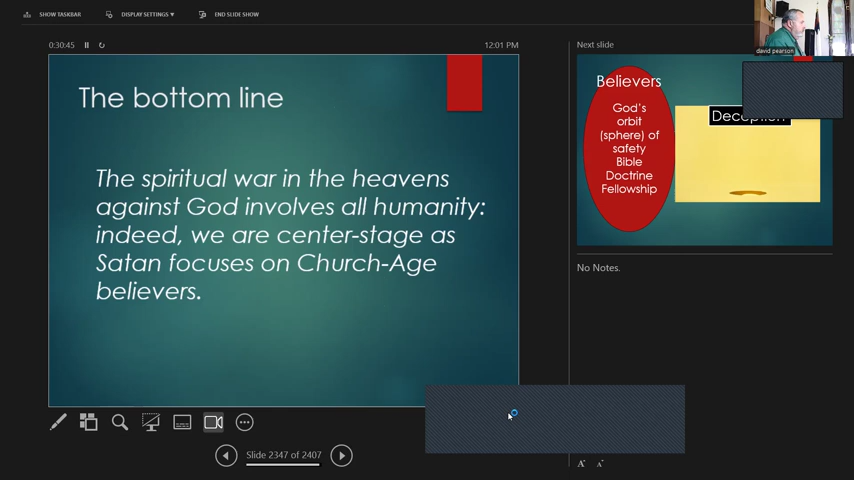 SHOW TASKBAR
DISPLAY SETTINGS
END SLIDE SHOW
david pearson
0:30:45
12:01 PM
The bottom line
The spiritual war in the heavens
against God involves all humanity:
indeed, we are center-stage as
Satan focuses on Church-Age
believers.
Slide 2347 of 2407
Next slide
Believers
God's
orbit
(sphere) of
safety
Bible
Doctrine
Fellowship
Deception
No Notes.
A
A